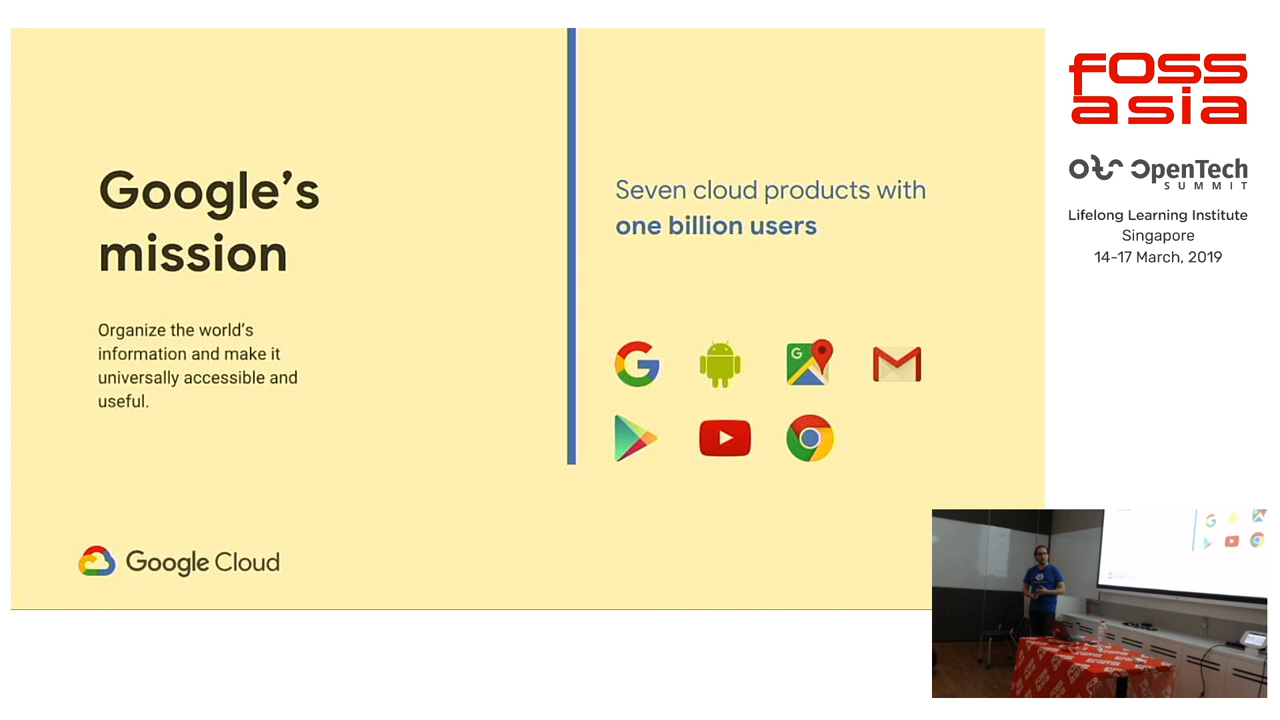 Google's
mission
Organize the world's
information and make it
universally accessible and
useful.
Google Cloud
Seven cloud products with
one billion users
G
fOSS
asia
OpenTech
SUMMIT
Lifelong Learning Institute
Singapore
14-17 March, 2019